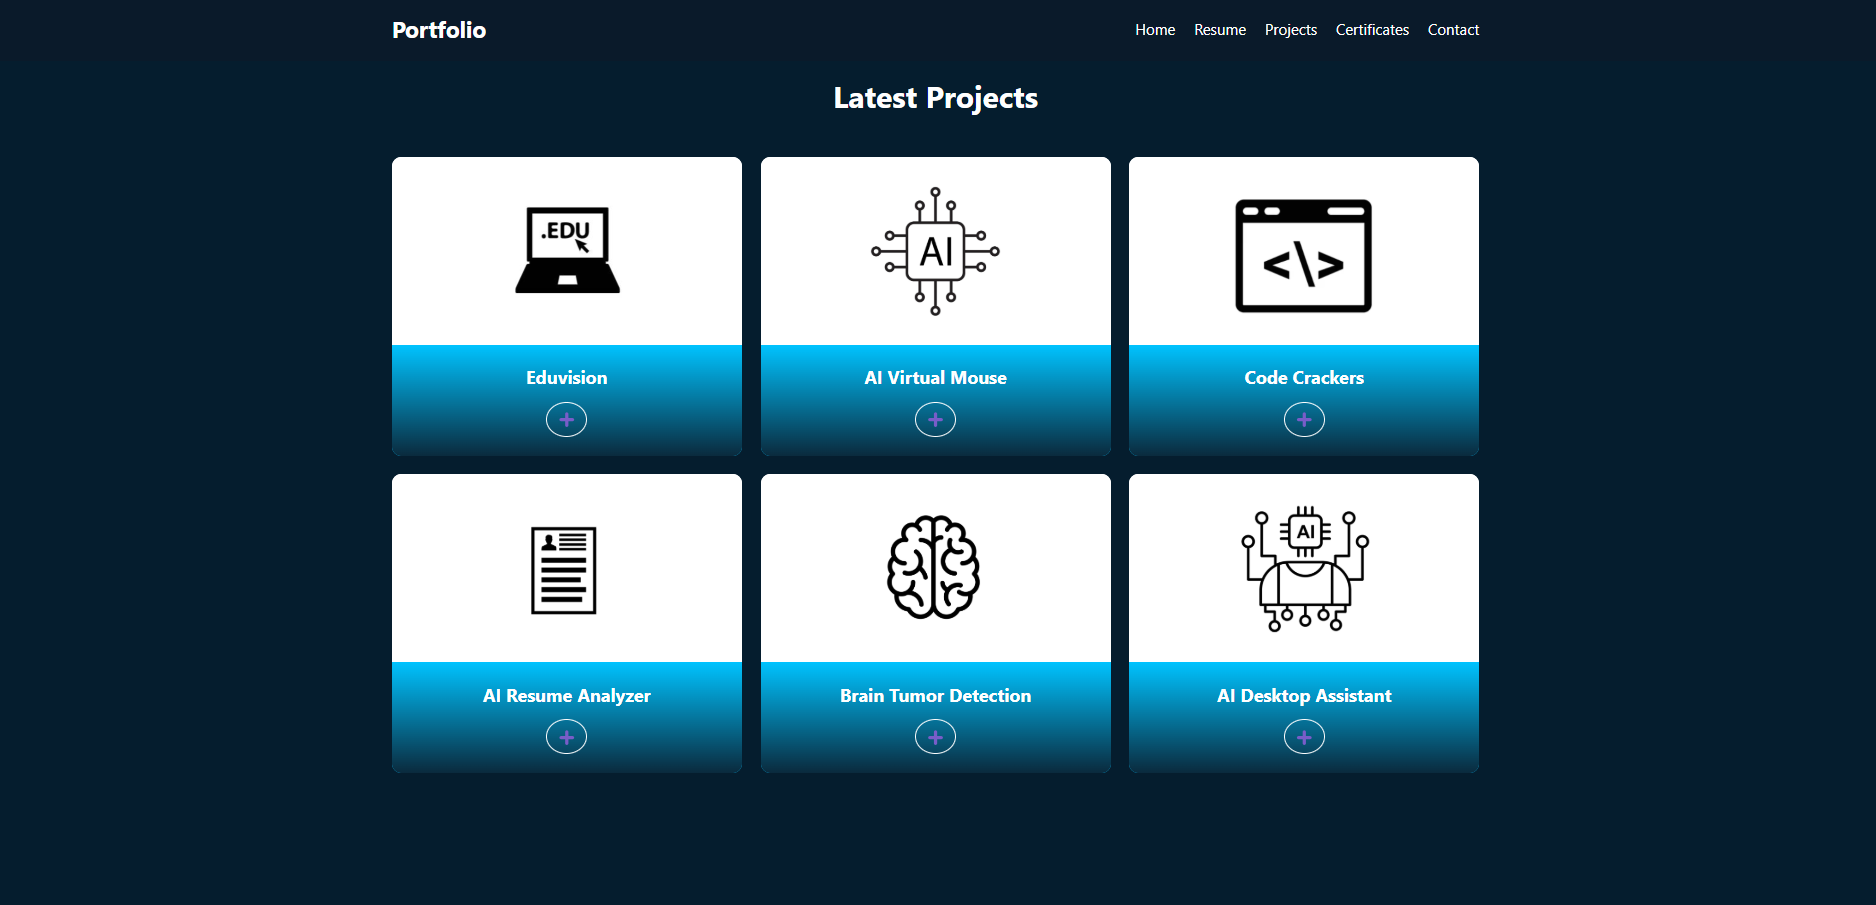 Portfolio
Home Resume Projects Certificates Contact
Latest Projects
.EDU
AI
<\>
Eduvision
AI Virtual Mouse
Code Crackers
+
+
+
AI
AI Resume Analyzer
Brain Tumor Detection
AI Desktop Assistant
+
+
+